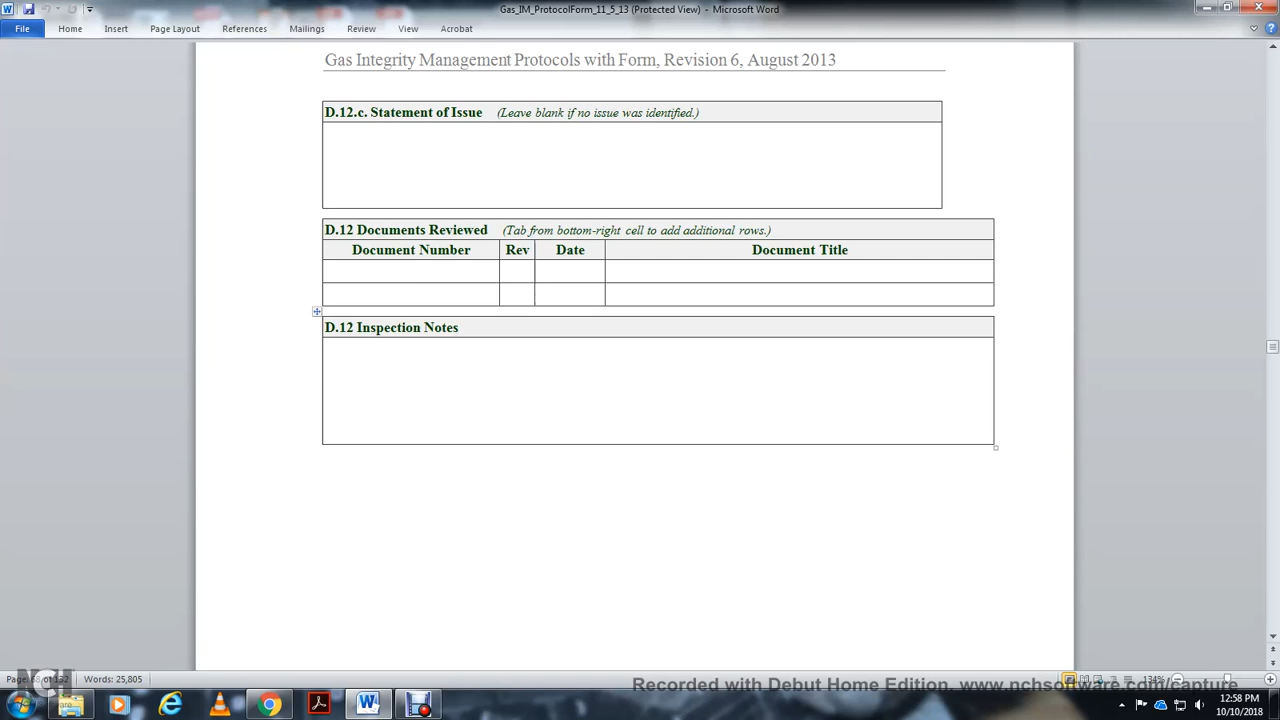 Gas_IM_ProtocolForm_11_5_13 (Protected View) - Microsoft Word
File Home Insert Page Layout References Mailings Review View Acrobat
Gas Integrity Management Protocols with Form, Revision 6, August 2013
D.12.c. Statement of Issue (Leave blank if no issue was identified.)
D.12 Documents Reviewed (Tab from bottom-right cell to add additional rows.)
Document Number Rev Date Document Title
D.12 Inspection Notes
Words: 25,805
NCH
Recorded with Debut Home Edition. www.nchsoftware.com/capture
12:58 PM
10/10/2018